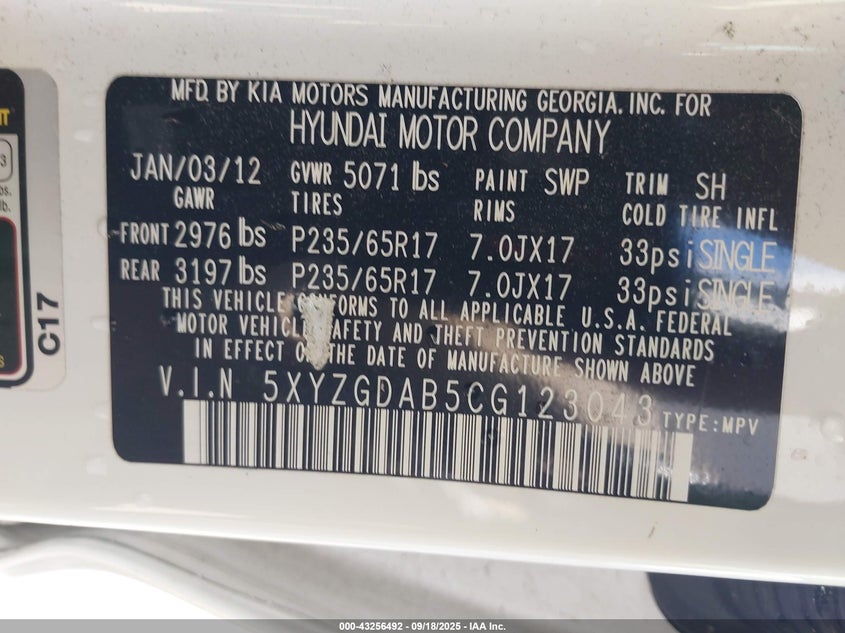 MFD. BY KIA MOTORS MANUFACTURING GEORGIA, INC. FOR
HYUNDAI MOTOR COMPANY
JAN/03/12 GVWR 5071 lbs PAINT SWP TRIM SH
GAWR TIRES RIMS COLD TIRE INFL
FRONT 2976 lbs P235/65R17 7.0JX17 33psi SINGLE
REAR 3197 lbs P235/65R17 7.0JX17 33psi SINGLE
THIS VEHICLE CONFORMS TO ALL APPLICABLE U.S.A. FEDERAL
MOTOR VEHICLE SAFETY AND THEFT PREVENTION STANDARDS
IN EFFECT ON THE DATE OF MANUFACTURE SHOWN ABOVE
V.I.N 5XYZGDAB5CG123043 TYPE:MPV
C17
3
lb.
000-43256492 - 09/18/2025 - IAA Inc.